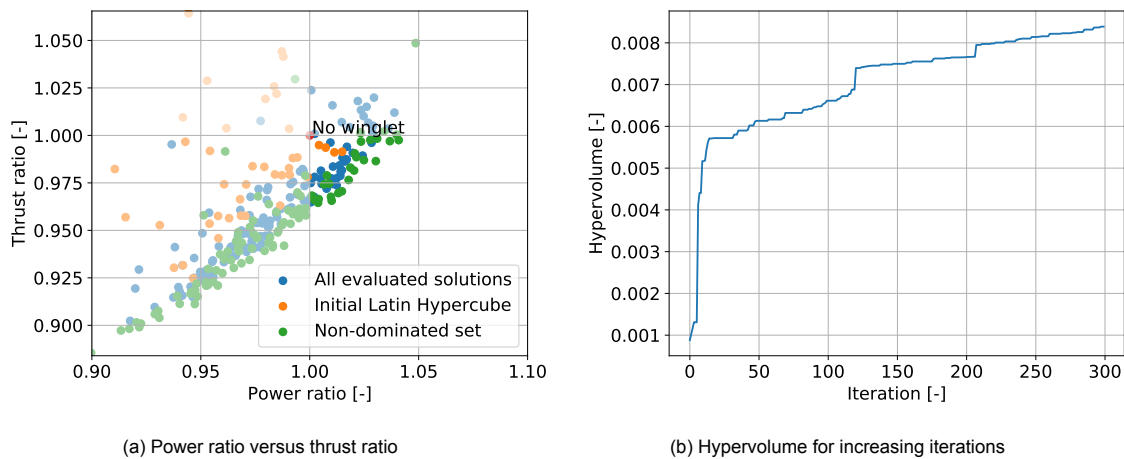 1.050
1.025
1.000
0.975
0.950
0.925
0.900
Thrust ratio [-]
No winglet
All evaluated solutions
Initial Latin Hypercube
Non-dominated set
0.90
0.95
1.00
1.05
1.10
Power ratio [-]
(a) Power ratio versus thrust ratio
0.008
0.007
0.006
0.005
0.004
0.003
0.002
0.001
Hypervolume [-]
0
50
100
150
200
250
300
Iteration [-]
(b) Hypervolume for increasing iterations